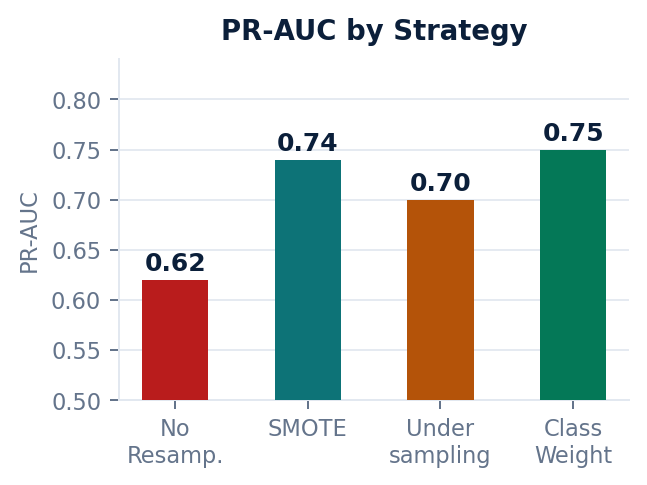 PR-AUC by Strategy
PR-AUC
0.80
0.75
0.70
0.65
0.60
0.55
0.50
0.62
0.74
0.70
0.75
No
Resamp.
SMOTE
Under
sampling
Class
Weight